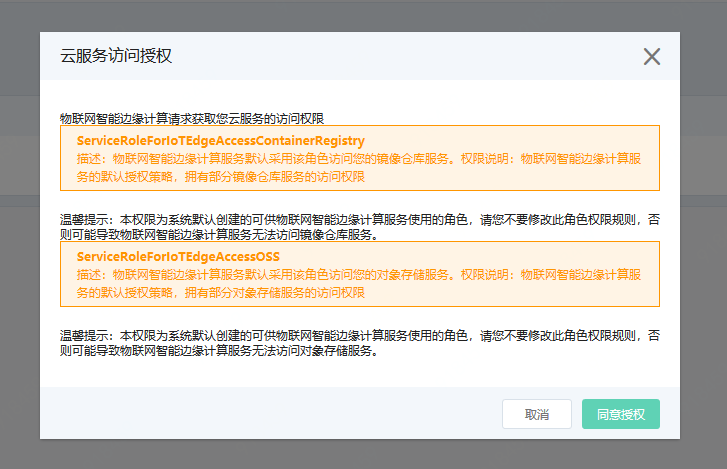 云服务访问授权
物联网智能边缘计算请求获取您云服务的访问权限
ServiceRoleForIoTEdgeAccessContainerRegistry
描述：物联网智能边缘计算服务默认采用该角色访问您的镜像仓库服务。权限说明：物联网智能边缘计算服
务的默认授权策略，拥有部分镜像仓库服务的访问权限
温馨提示：本权限为系统默认创建的可供物联网智能边缘计算服务使用的角色，请您不要修改此角色权限规则，否
则可能导致物联网智能边缘计算服务无法访问镜像仓库服务。
ServiceRoleForIoTEdgeAccessOSS
描述：物联网智能边缘计算服务默认采用该角色访问您的对象存储服务。权限说明：物联网智能边缘计算服
务的默认授权策略，拥有部分对象存储服务的访问权限
温馨提示：本权限为系统默认创建的可供物联网智能边缘计算服务使用的角色，请您不要修改此角色权限规则，否
则可能导致物联网智能边缘计算服务无法访问对象存储服务。
取消
同意授权